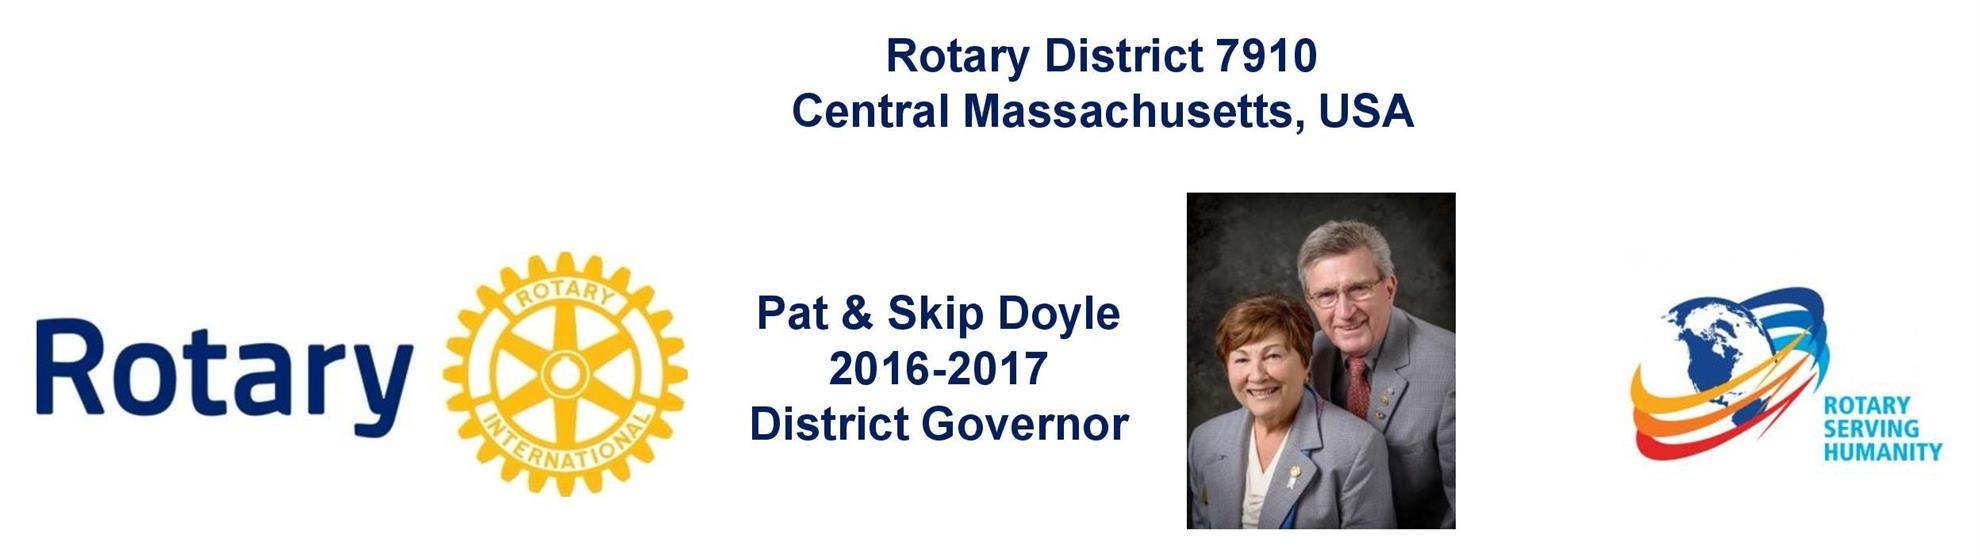 Rotary District 7910
Central Massachusetts, USA
Rotary
ROTARY
INTERNATIONAL
Pat & Skip Doyle
2016-2017
District Governor
ROTARY
SERVING
HUMANITY